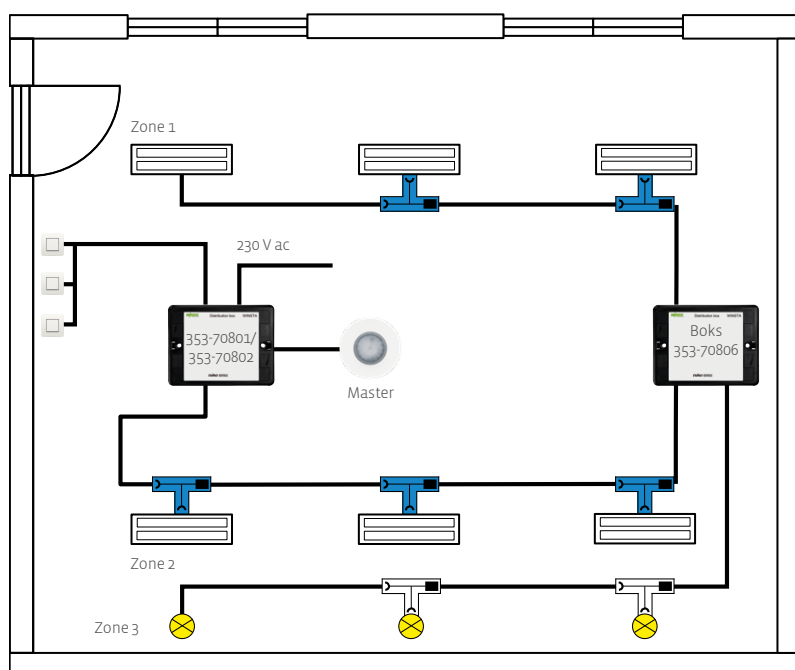 Zone 1
230 V ac
353-70801/
353-70802
Master
Boks
353-70806
Zone 2
Zone 3